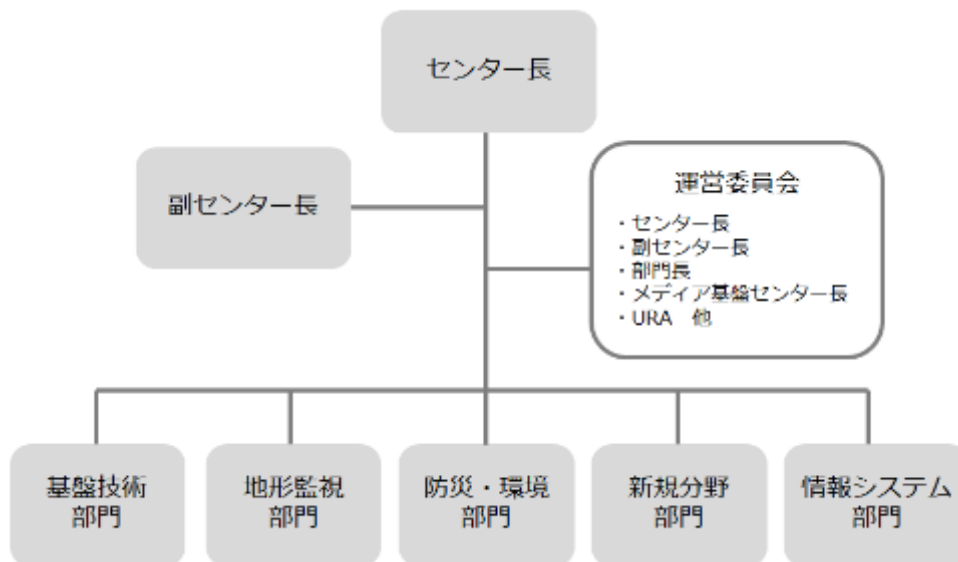 センター長
副センター長
運営委員会
・センター長
・副センター長
・部門長
・メディア基盤センター長
・URA　他
基盤技術
部門
地形監視
部門
防災・環境
部門
新規分野
部門
情報システム
部門